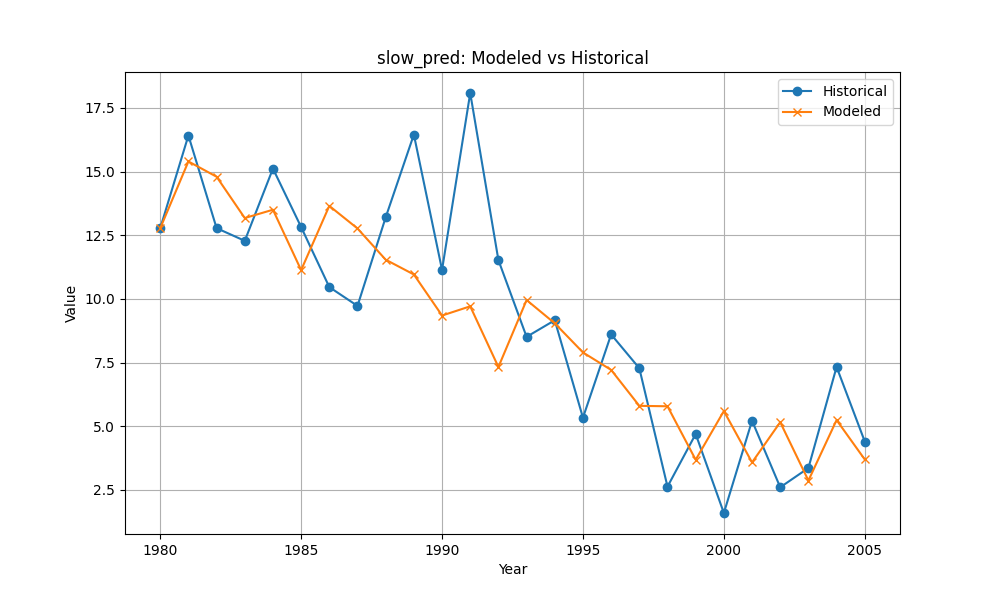 slow_pred: Modeled vs Historical
Historical
Modeled
17.5
15.0
12.5
10.0
7.5
5.0
2.5
Value
1980
1985
1990
1995
2000
2005
Year